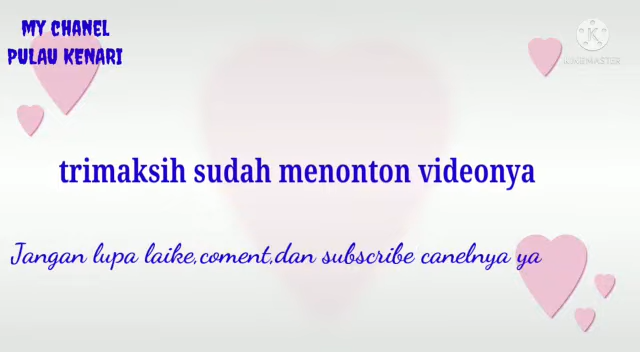 MY CHANEL
PULAU KENARI
KINEMASTER
trimaksih sudah menonton videonya
Jangan lupa laike,coment,dan subscribe canelnya ya